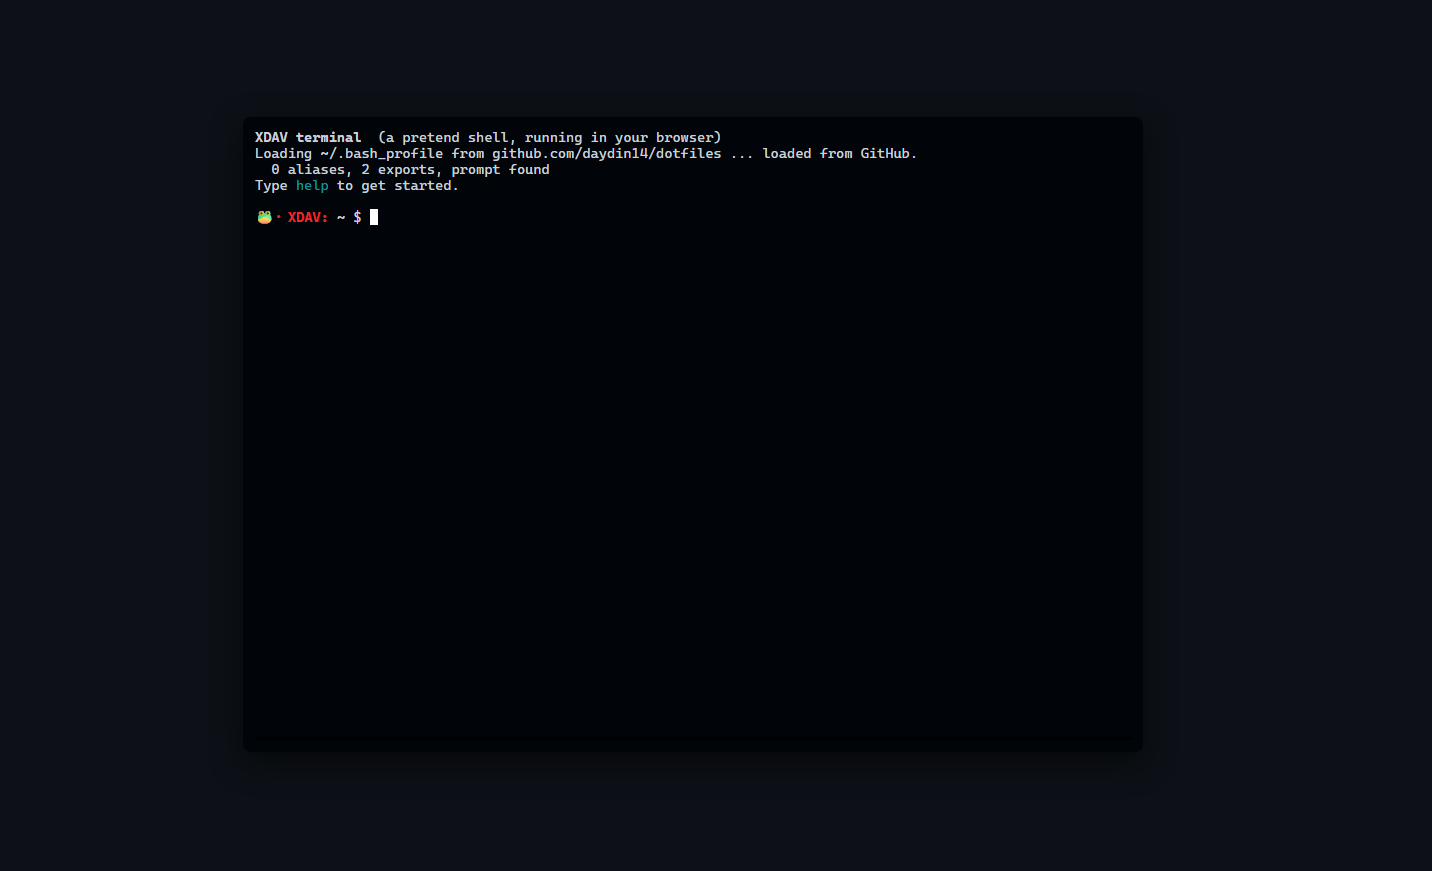 XDAV terminal  (a pretend shell, running in your browser)
Loading ~/.bash_profile from github.com/daydin14/dotfiles ... loaded from GitHub.
  0 aliases, 2 exports, prompt found
Type help to get started.
🐸· XDAV: ~ $